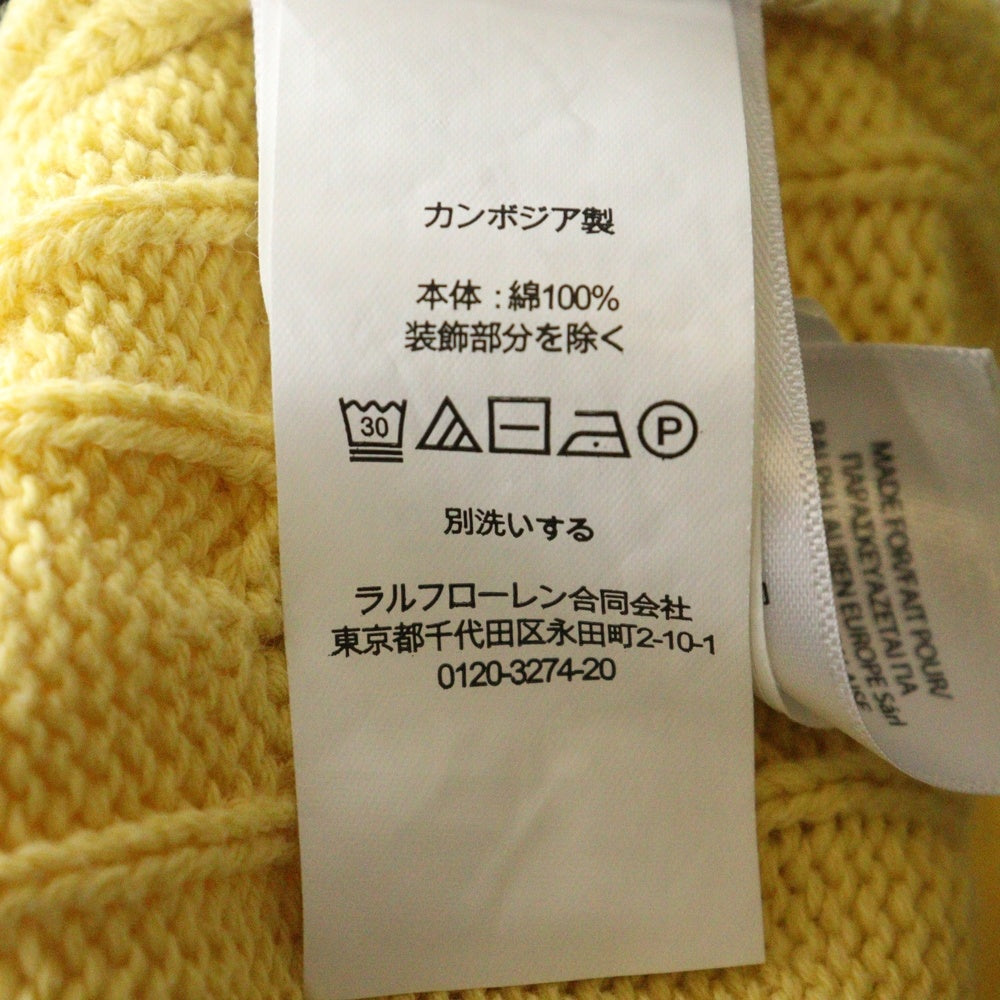 カンボジア製
本体 : 綿100%
装飾部分を除く
30
P
別洗いする
ラルフローレン合同会社
東京都千代田区永田町2-10-1
0120-3274-20
MADE FOR/FAIT POUR/
ΠΑΡΑΣΚΕΥΑΖΕΤΑΙ ΓΙΑ
RALPH LAUREN EUROPE Sàrl